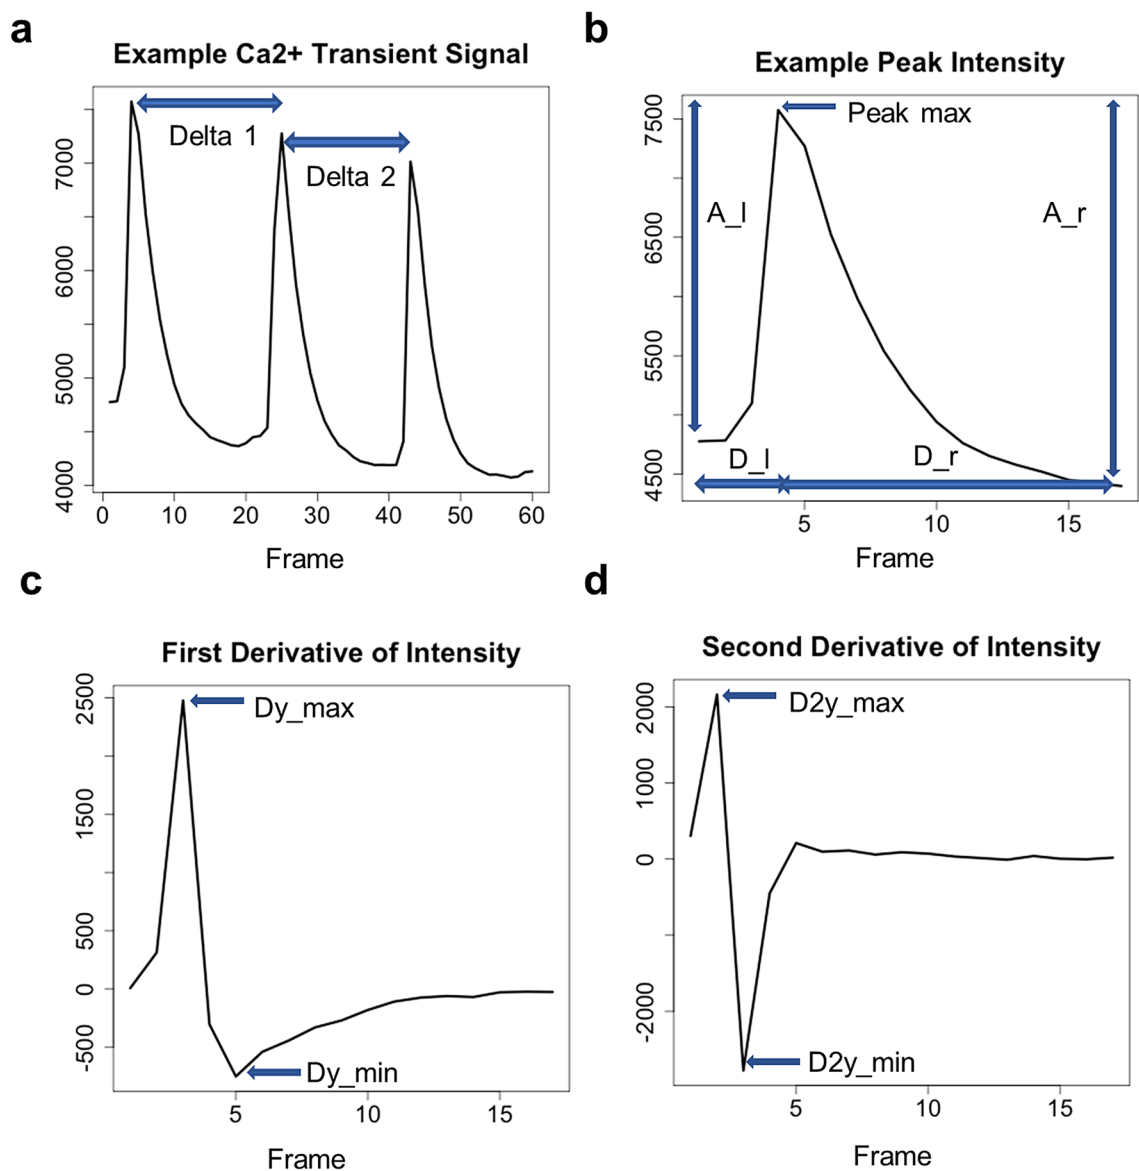 a
Example Ca2+ Transient Signal
Delta 1
Delta 2
7000
6000
5000
4000
0 10 20 30 40 50 60
Frame
b
Example Peak Intensity
Peak max
A_l
A_r
D_l
D_r
7500
6500
5500
4500
5 10 15
Frame
c
First Derivative of Intensity
Dy_max
Dy_min
2500
1500
500
0
-500
5 10 15
Frame
d
Second Derivative of Intensity
D2y_max
D2y_min
2000
1000
0
-2000
5 10 15
Frame